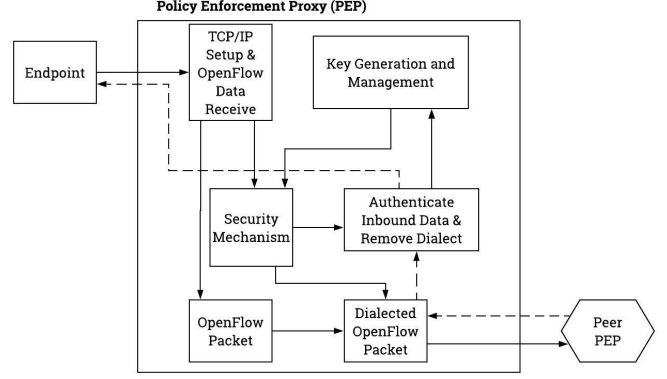 Policy Enforcement Proxy (PEP)
TCP/IP
Setup &
OpenFlow
Data
Receive
Endpoint
Key Generation and
Management
Security
Mechanism
Authenticate
Inbound Data &
Remove Dialect
OpenFlow
Packet
Dialected
OpenFlow
Packet
Peer
PEP